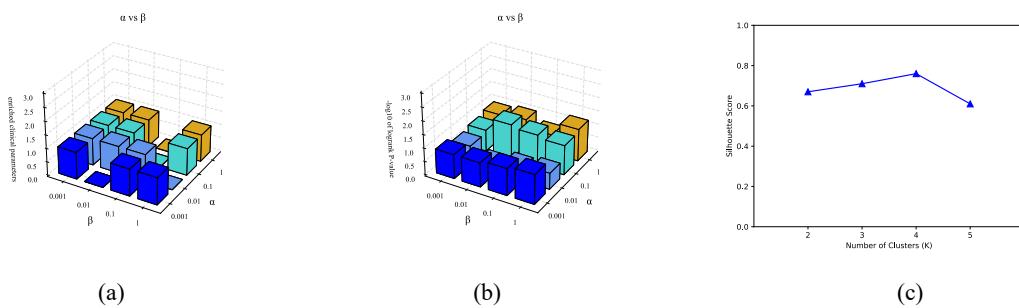 α vs β
enriched clinical parameters
3.0
2.5
2.0
1.5
1.0
0.5
0.0
0.001
0.01
0.1
1
β
0.001
0.01
0.1
1
α
(a)
α vs β
-log10 of logrank P-value
3.0
2.5
2.0
1.5
1.0
0.5
0.0
0.001
0.01
0.1
1
β
0.001
0.01
0.1
1
α
(b)
Silhouette Score
1.0
0.8
0.6
0.4
0.2
0.0
2 3 4 5
Number of Clusters (K)
(c)